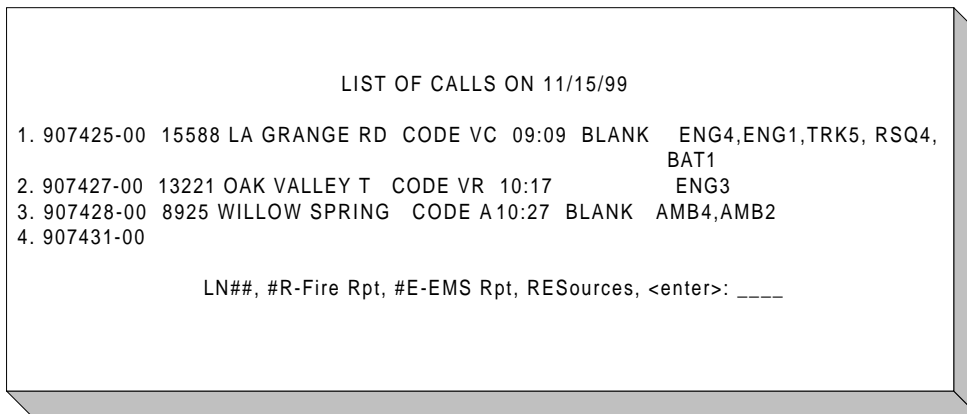 LIST OF CALLS ON 11/15/99
1. 907425-00 15588 LA GRANGE RD CODE VC 09:09 BLANK ENG4,ENG1,TRK5, RSQ4,
BAT1
2. 907427-00 13221 OAK VALLEY T CODE VR 10:17 ENG3
3. 907428-00 8925 WILLOW SPRING CODE A 10:27 BLANK AMB4,AMB2
4. 907431-00
LN##, #R-Fire Rpt, #E-EMS Rpt, RESources, <enter>: ____